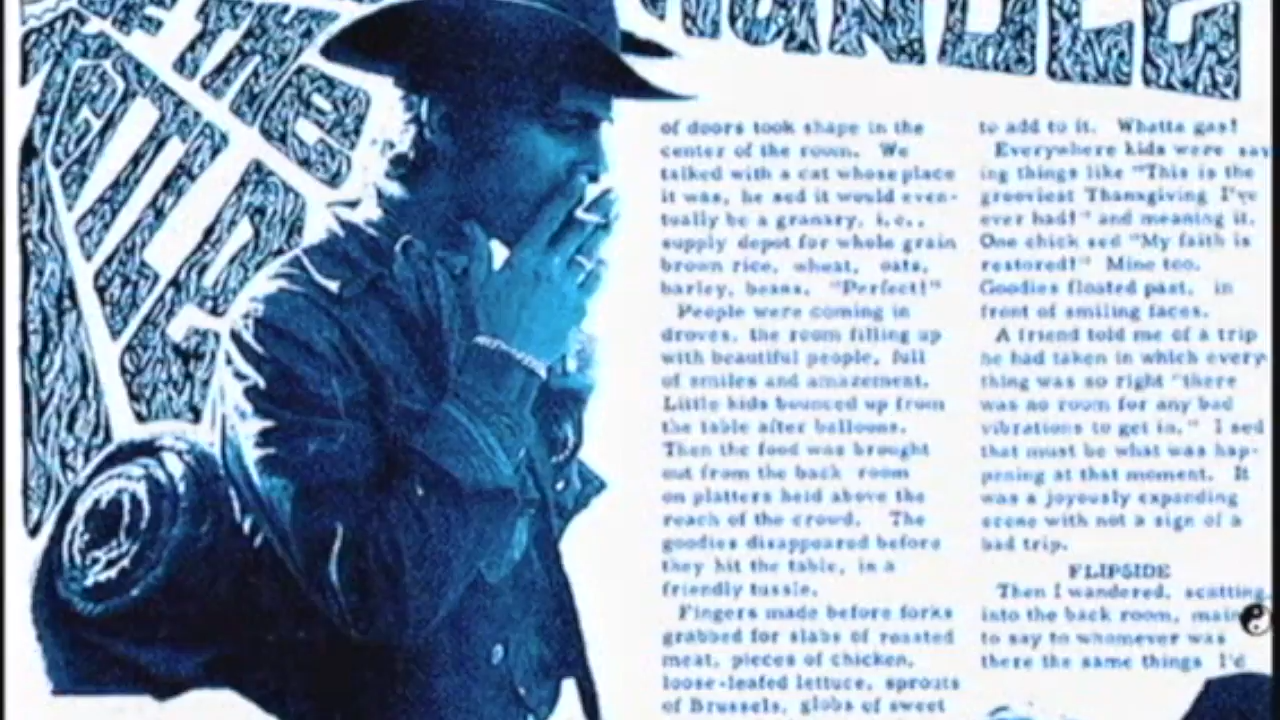 OF THE
of doors took shape in the
center of the room. We
talked with a cat whose place
it was, he sed it would even-
tually be a granary, i.e.,
supply depot for whole grain
brown rice, wheat, oats,
barley, beans. "Perfect!"
People were coming in
droves, the room filling up
with beautiful people, full
of smiles and amazement.
Little kids bounced up from
the table after balloons.
Then the food was brought
out from the back room
on platters held above the
reach of the crowd. The
goodies disappeared before
they hit the table, in a
friendly tussle.
Fingers made before forks
grabbed for slabs of roasted
meat, pieces of chicken,
loose-leafed lettuce, sprouts
of Brussels, globs of sweet
to add to it. Whatta gas!
Everywhere kids were say
ing things like "This is the
grooviest Thanxgiving I've
ever had!" and meaning it.
One chick sed "My faith is
restored!" Mine too.
Goodies floated past, in
front of smiling faces.
A friend told me of a trip
he had taken in which every
thing was so right "there
was no room for any bad
vibrations to get in." I sed
that must be what was hap-
pening at that moment. It
was a joyously expanding
scene with not a sign of a
bad trip.
FLIPSIDE
Then I wandered, scatting
into the back room,
to say to whomever was
there the same things I'd